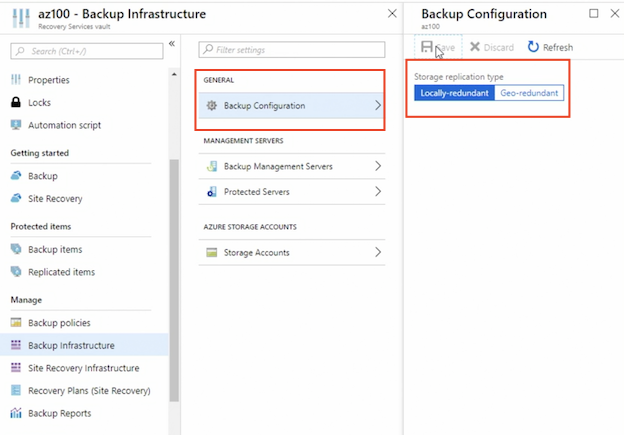 az100 - Backup Infrastructure
Recovery Services vault
Search (Ctrl+/)
Properties
Locks
Automation script
Getting started
Backup
Site Recovery
Protected items
Backup items
Replicated items
Manage
Backup policies
Backup Infrastructure
Site Recovery Infrastructure
Recovery Plans (Site Recovery)
Backup Reports
Filter settings
GENERAL
Backup Configuration
MANAGEMENT SERVERS
Backup Management Servers
Protected Servers
AZURE STORAGE ACCOUNTS
Storage Accounts
Backup Configuration
az100
Save Discard Refresh
Storage replication type
Locally-redundant Geo-redundant